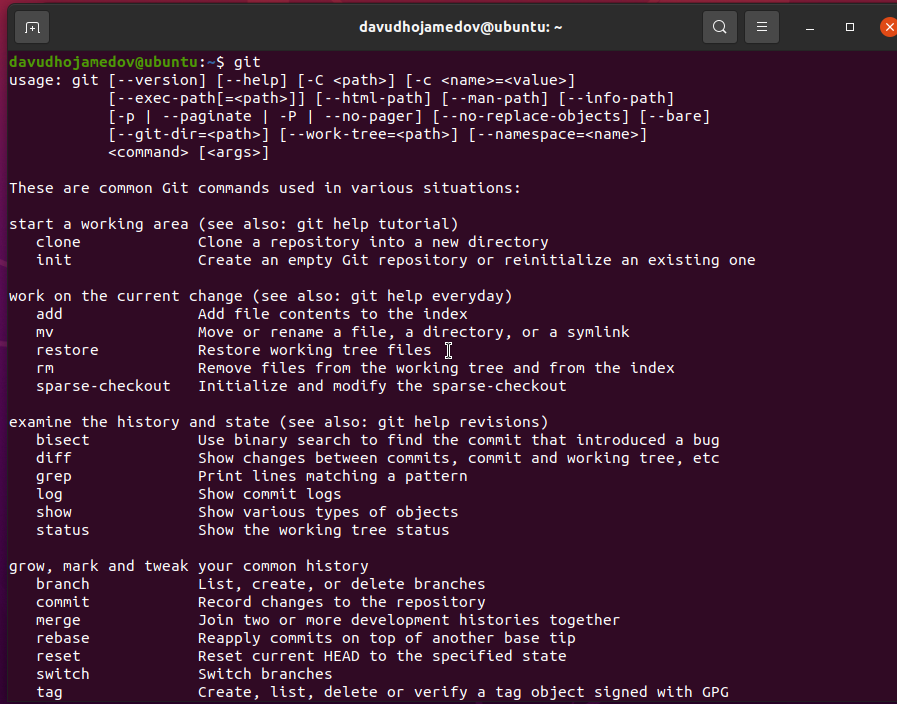 davudhojamedov@ubuntu: ~
davudhojamedov@ubuntu:~$ git
usage: git [--version] [--help] [-C <path>] [-c <name>=<value>]
           [--exec-path[=<path>]] [--html-path] [--man-path] [--info-path]
           [-p | --paginate | -P | --no-pager] [--no-replace-objects] [--bare]
           [--git-dir=<path>] [--work-tree=<path>] [--namespace=<name>]
           <command> [<args>]

These are common Git commands used in various situations:

start a working area (see also: git help tutorial)
   clone             Clone a repository into a new directory
   init              Create an empty Git repository or reinitialize an existing one

work on the current change (see also: git help everyday)
   add               Add file contents to the index
   mv                Move or rename a file, a directory, or a symlink
   restore           Restore working tree files
   rm                Remove files from the working tree and from the index
   sparse-checkout   Initialize and modify the sparse-checkout

examine the history and state (see also: git help revisions)
   bisect            Use binary search to find the commit that introduced a bug
   diff              Show changes between commits, commit and working tree, etc
   grep              Print lines matching a pattern
   log               Show commit logs
   show              Show various types of objects
   status            Show the working tree status

grow, mark and tweak your common history
   branch            List, create, or delete branches
   commit            Record changes to the repository
   merge             Join two or more development histories together
   rebase            Reapply commits on top of another base tip
   reset             Reset current HEAD to the specified state
   switch            Switch branches
   tag               Create, list, delete or verify a tag object signed with GPG